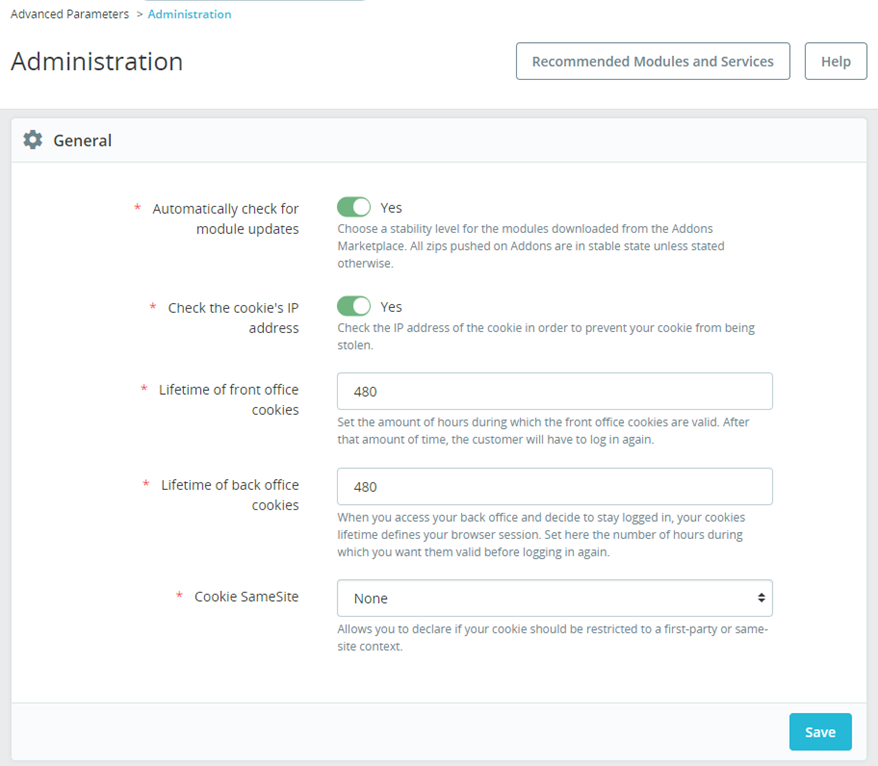 Advanced Parameters > Administration
Administration
Recommended Modules and Services
Help
General
* Automatically check for
module updates
Yes
Choose a stability level for the modules downloaded from the Addons
Marketplace. All zips pushed on Addons are in stable state unless stated
otherwise.
* Check the cookie's IP
address
Yes
Check the IP address of the cookie in order to prevent your cookie from being
stolen.
* Lifetime of front office
cookies
480
Set the amount of hours during which the front office cookies are valid. After
that amount of time, the customer will have to log in again.
* Lifetime of back office
cookies
480
When you access your back office and decide to stay logged in, your cookies
lifetime defines your browser session. Set here the number of hours during
which you want them valid before logging in again.
* Cookie SameSite
None
Allows you to declare if your cookie should be restricted to a first-party or same-
site context.
Save